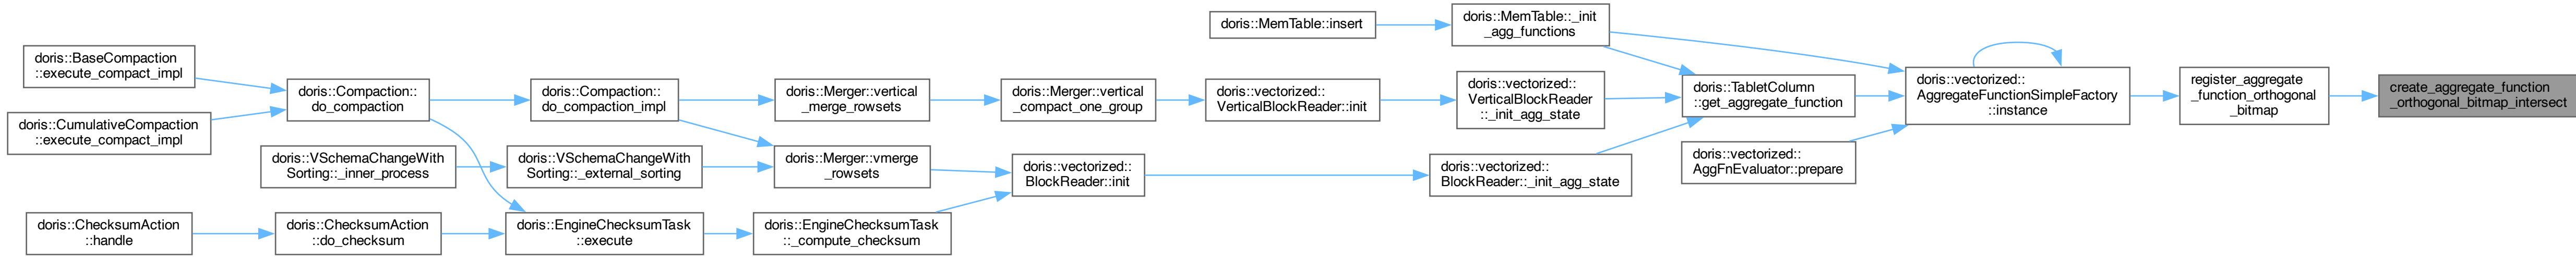 doris::BaseCompaction
::execute_compact_impl
doris::CumulativeCompaction
::execute_compact_impl
doris::ChecksumAction
::handle
doris::Compaction::
do_compaction
doris::VSchemaChangeWith
Sorting::_inner_process
doris::ChecksumAction
::do_checksum
doris::Compaction::
do_compaction_impl
doris::VSchemaChangeWith
Sorting::_external_sorting
doris::EngineChecksumTask
::execute
doris::Merger::vertical
_merge_rowsets
doris::Merger::vmerge
_rowsets
doris::EngineChecksumTask
::_compute_checksum
doris::Merger::vertical
_compact_one_group
doris::vectorized::
BlockReader::init
doris::MemTable::insert
doris::vectorized::
VerticalBlockReader::init
doris::MemTable::_init
_agg_functions
doris::vectorized::
VerticalBlockReader
::_init_agg_state
doris::vectorized::
BlockReader::_init_agg_state
doris::TabletColumn
::get_aggregate_function
doris::vectorized::
AggFnEvaluator::prepare
doris::vectorized::
AggregateFunctionSimpleFactory
::instance
register_aggregate
_function_orthogonal
_bitmap
create_aggregate_function
_orthogonal_bitmap_intersect